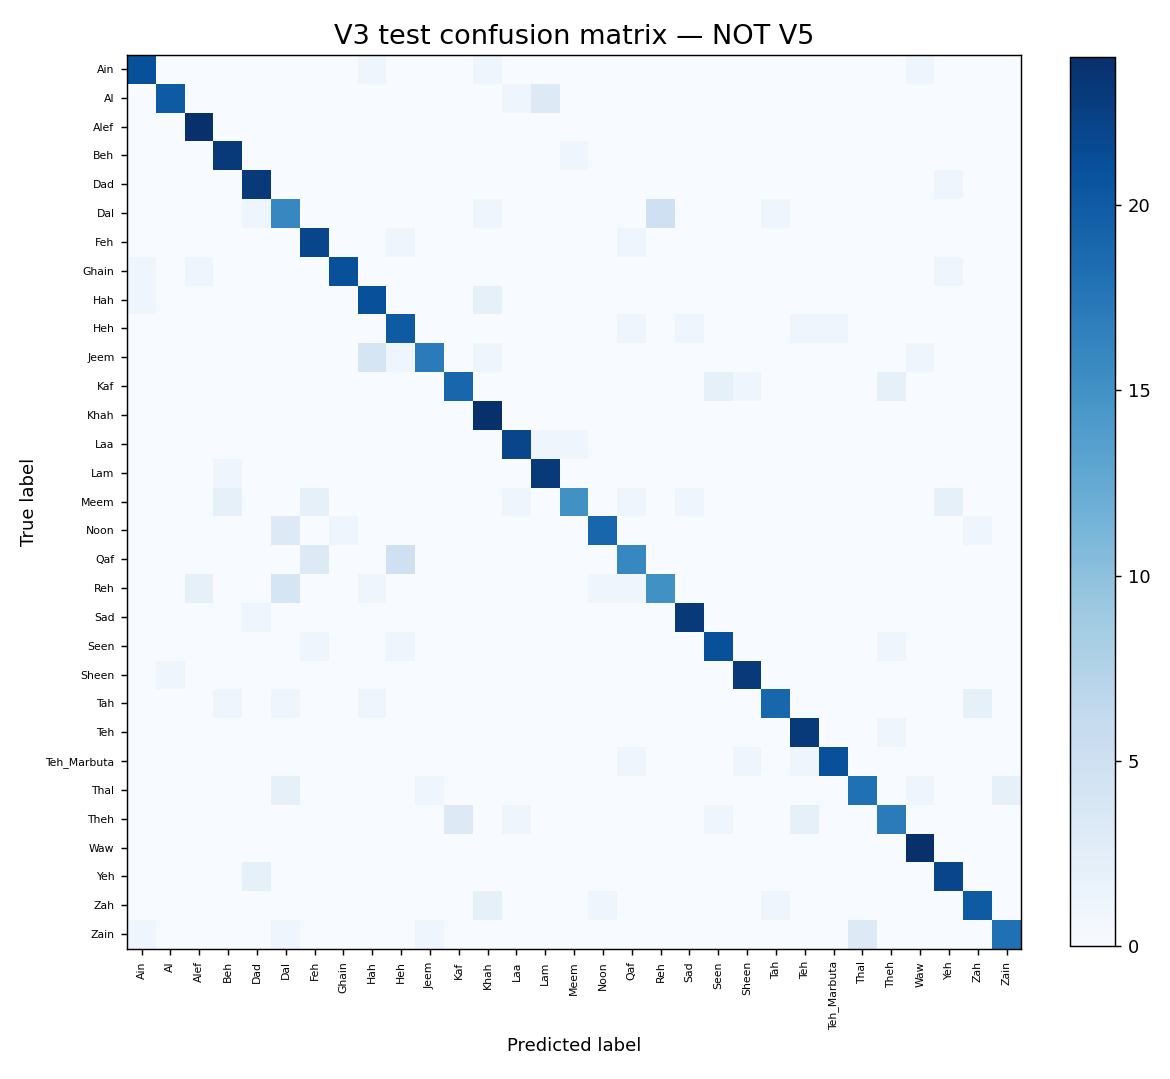 V3 test confusion matrix — NOT V5
True label
Ain
Al
Alef
Beh
Dad
Dal
Feh
Ghain
Hah
Heh
Jeem
Kaf
Khah
Laa
Lam
Meem
Noon
Qaf
Reh
Sad
Seen
Sheen
Tah
Teh
Teh_Marbuta
Thal
Theh
Waw
Yeh
Zah
Zain
Ain
Al
Alef
Beh
Dad
Dal
Feh
Ghain
Hah
Heh
Jeem
Kaf
Khah
Laa
Lam
Meem
Noon
Qaf
Reh
Sad
Seen
Sheen
Tah
Teh
Teh_Marbuta
Thal
Theh
Waw
Yeh
Zah
Zain
Predicted label
20
15
10
5
0